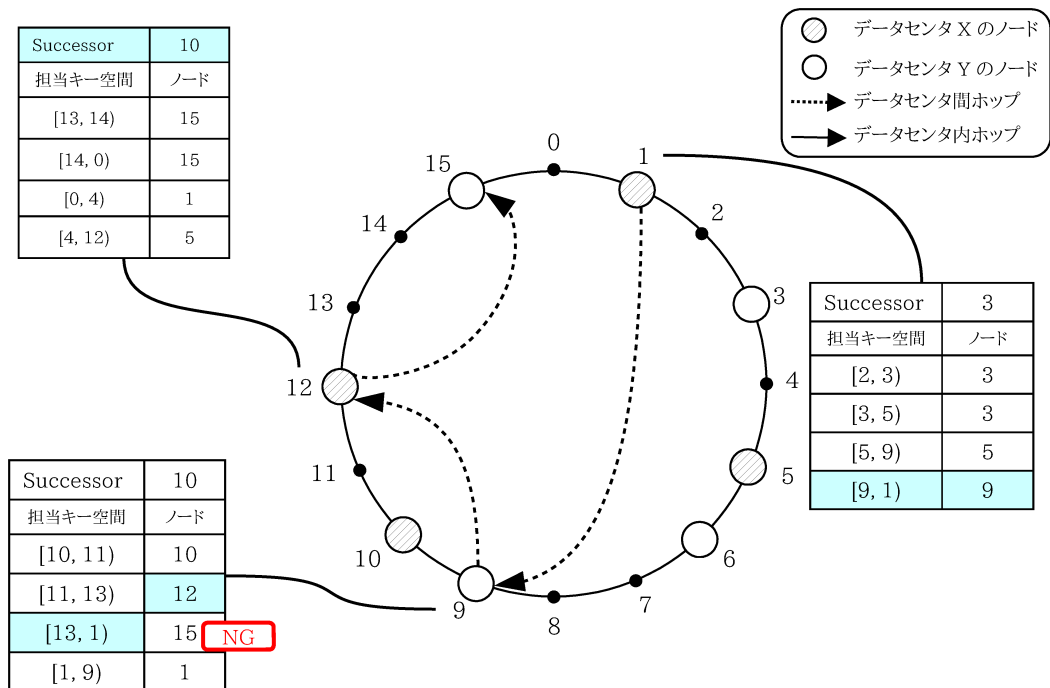 Successor 10
担当キー空間 ノード
[13, 14) 15
[14, 0) 15
[0, 4) 1
[4, 12) 5
データセンタ X のノード
データセンタ Y のノード
データセンタ間ホップ
データセンタ内ホップ
0
1
2
3
4
5
6
7
8
9
10
11
12
13
14
15
Successor 3
担当キー空間 ノード
[2, 3) 3
[3, 5) 3
[5, 9) 5
[9, 1) 9
Successor 10
担当キー空間 ノード
[10, 11) 10
[11, 13) 12
[13, 1) 15 NG
[1, 9) 1